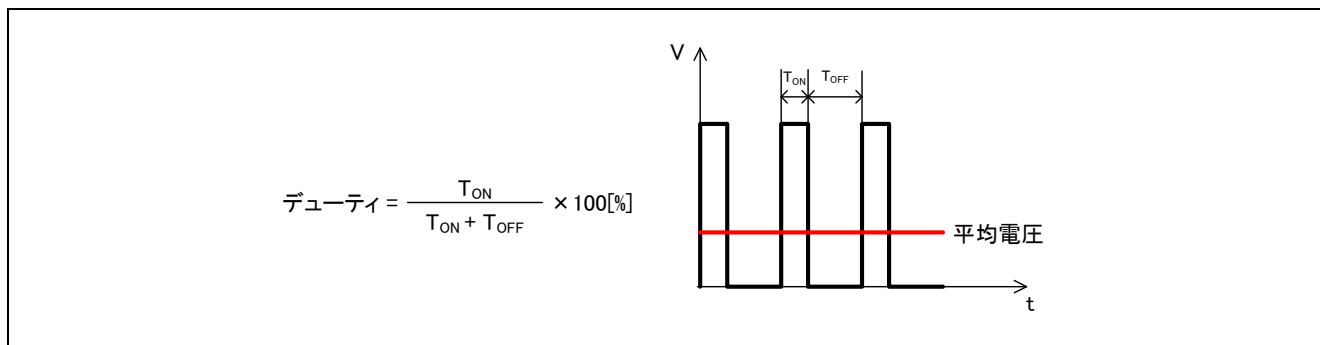 V
T_ON T_OFF
デューティ = T_ON / (T_ON + T_OFF) × 100[%]
平均電圧
t